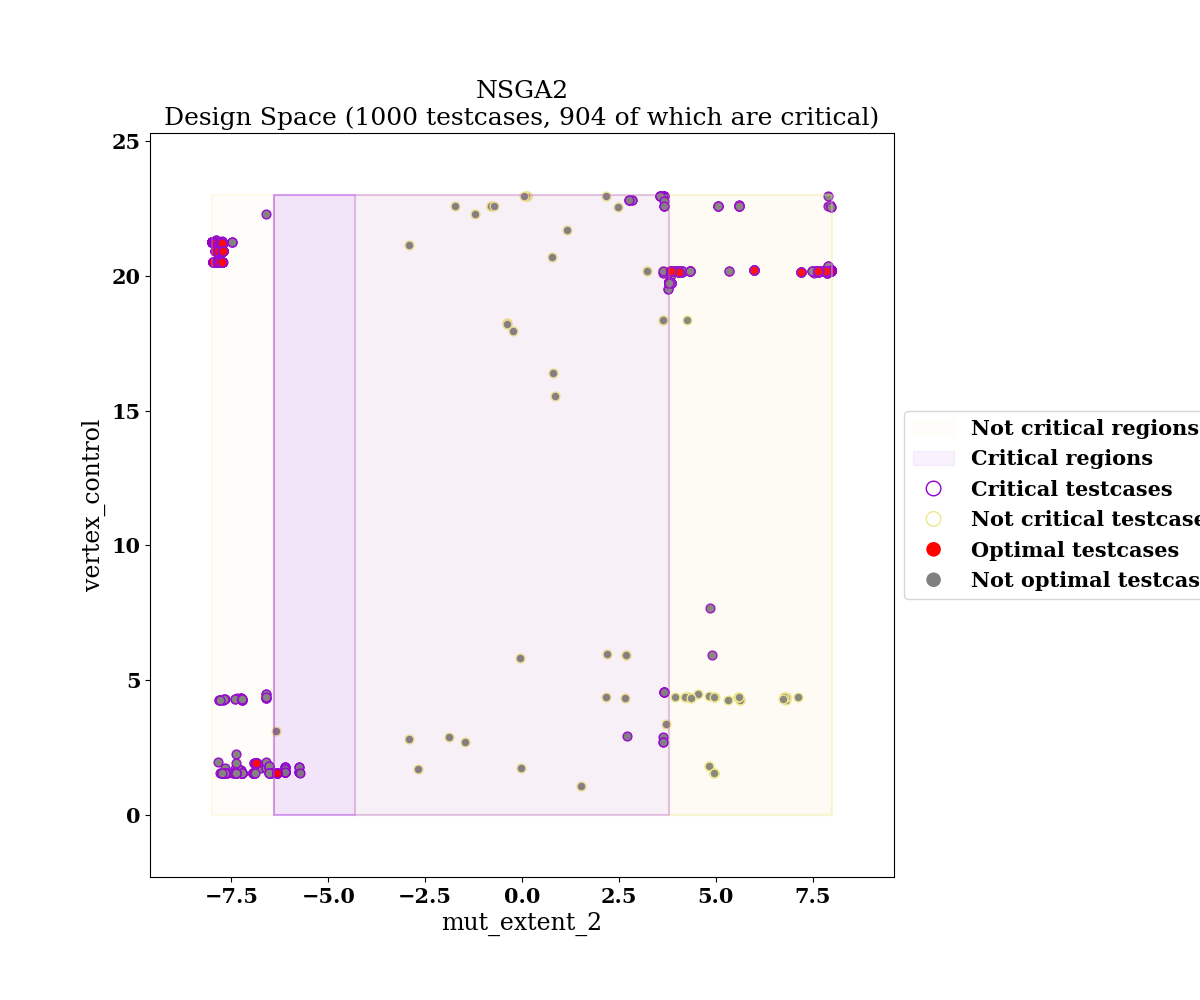 NSGA2
Design Space (1000 testcases, 904 of which are critical)
25
20
15
10
5
0
vertex_control
−7.5 −5.0 −2.5 0.0 2.5 5.0 7.5
mut_extent_2
Not critical regions
Critical regions
Critical testcases
Not critical testcase
Optimal testcases
Not optimal testcas